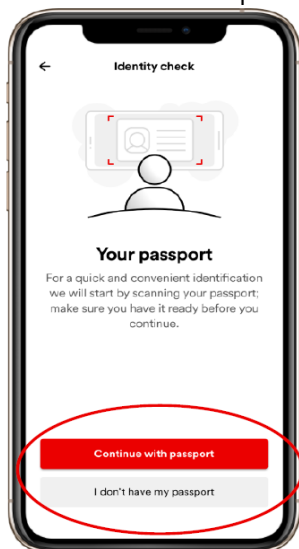 Identity check
Your passport
For a quick and convenient identification
we will start by scanning your passport;
make sure you have it ready before you
continue.
Continue with passport
I don't have my passport